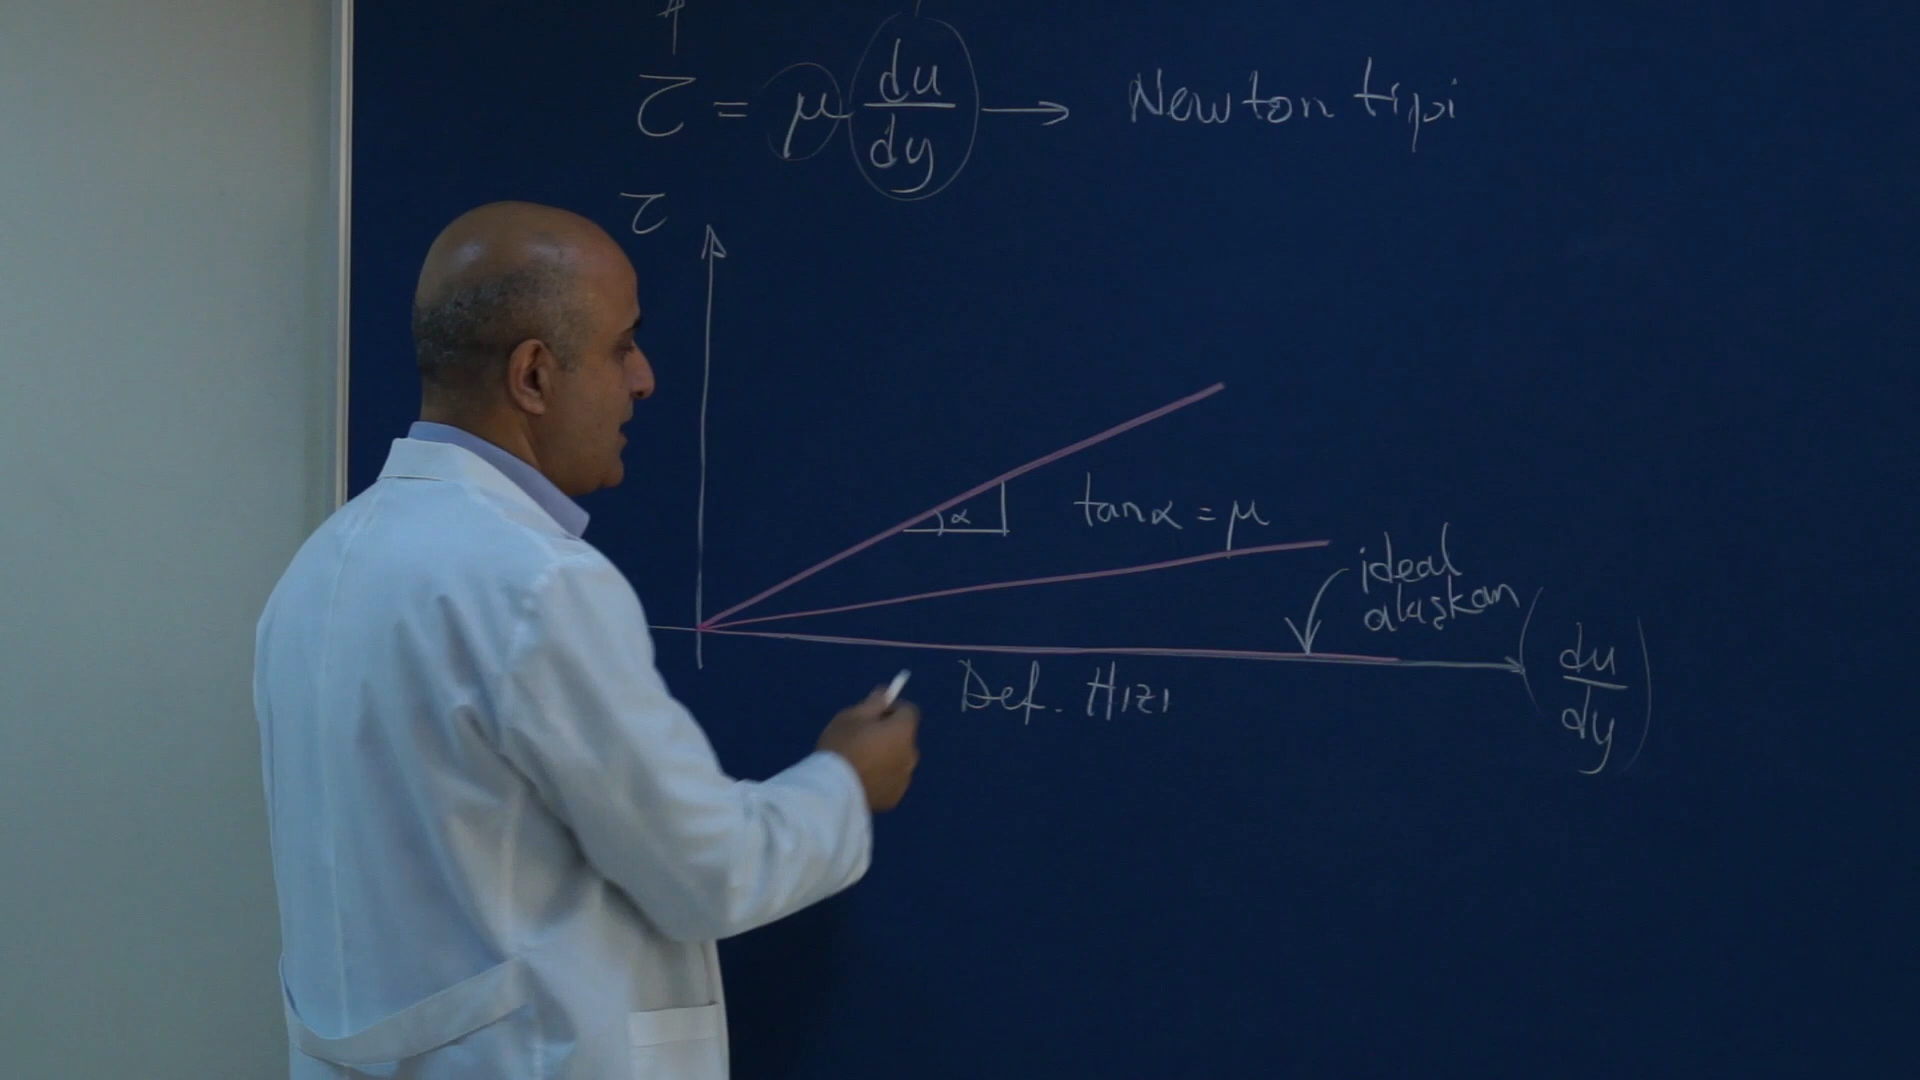 τ = μ du/dy → Newton tipi
τ
α
tanα = μ
ideal
akışkan
Def. Hızı
(du/dy)